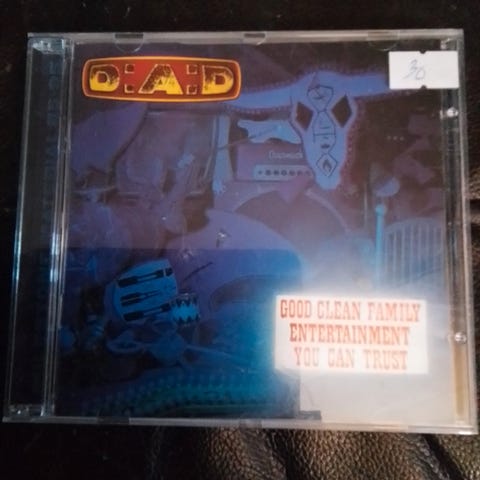 D:A:D
30
GOOD CLEAN FAMILY
ENTERTAINMENT
YOU CAN TRUST